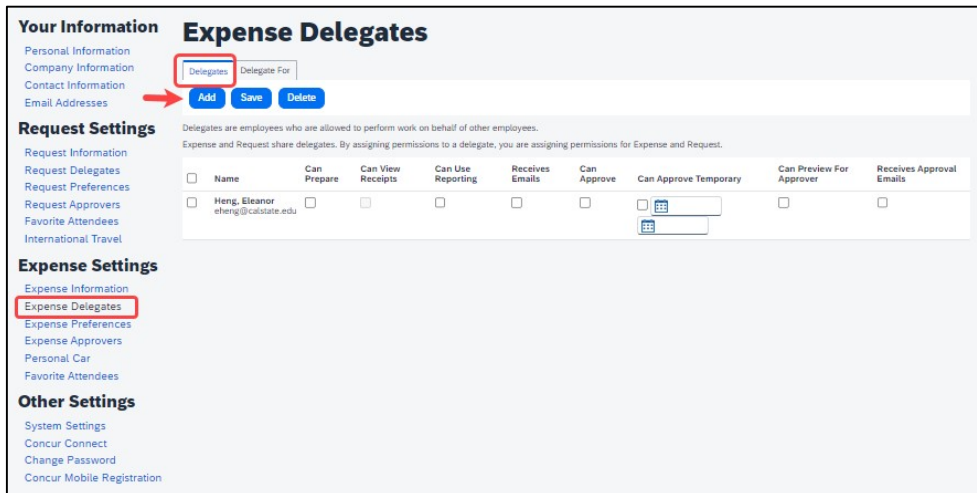 Your Information
Personal Information
Company Information
Contact Information
Email Addresses
Request Settings
Request Information
Request Delegates
Request Preferences
Request Approvers
Favorite Attendees
International Travel
Expense Settings
Expense Information
Expense Delegates
Expense Preferences
Expense Approvers
Personal Car
Favorite Attendees
Other Settings
System Settings
Concur Connect
Change Password
Concur Mobile Registration
Expense Delegates
Delegates Delegate For
Add Save Delete
Delegates are employees who are allowed to perform work on behalf of other employees.
Expense and Request share delegates. By assigning permissions to a delegate, you are assigning permissions for Expense and Request.
Name
Can
Prepare
Can View
Receipts
Can Use
Reporting
Receives
Emails
Can
Approve
Can Approve Temporary
Can Preview For
Approver
Receives Approval
Emails
Heng, Eleanor
eheng@calstate.edu